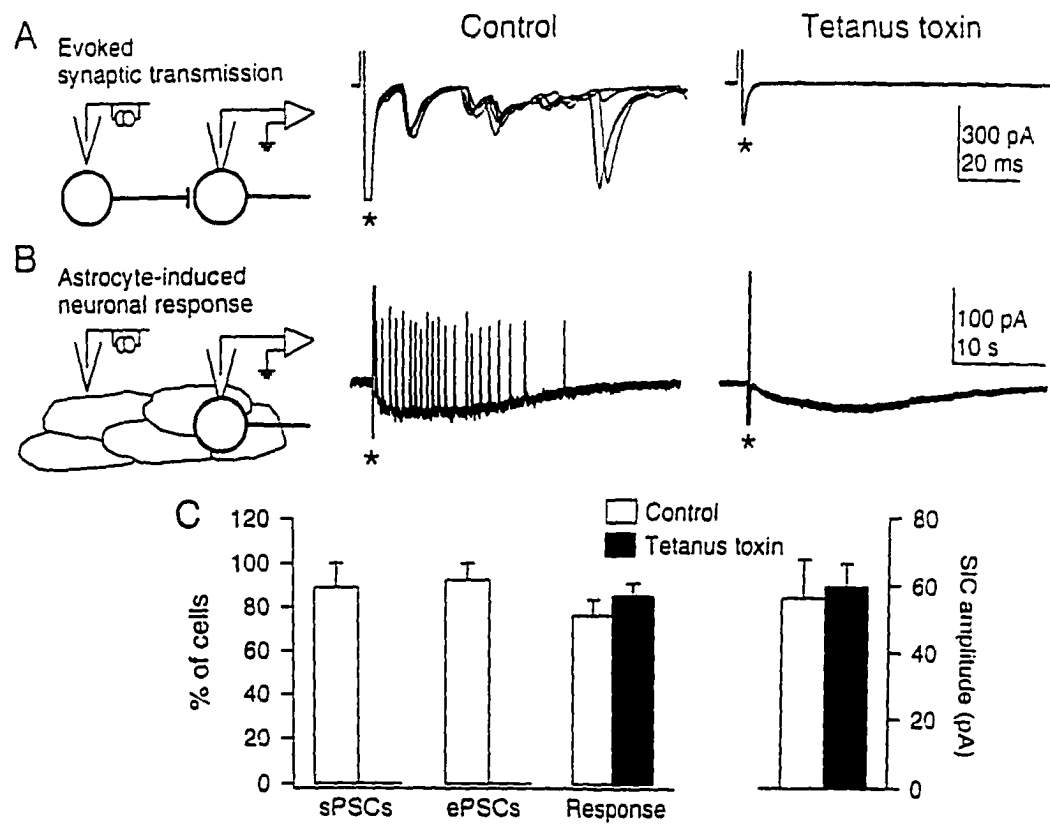 A
Evoked
synaptic transmission
Control
Tetanus toxin
*
*
300 pA
20 ms
B
Astrocyte-induced
neuronal response
*
*
100 pA
10 s
C
Control
Tetanus toxin
% of cells
120
100
80
60
40
20
0
sPSCs
ePSCs
Response
80
60
40
20
0
SIC amplitude (pA)